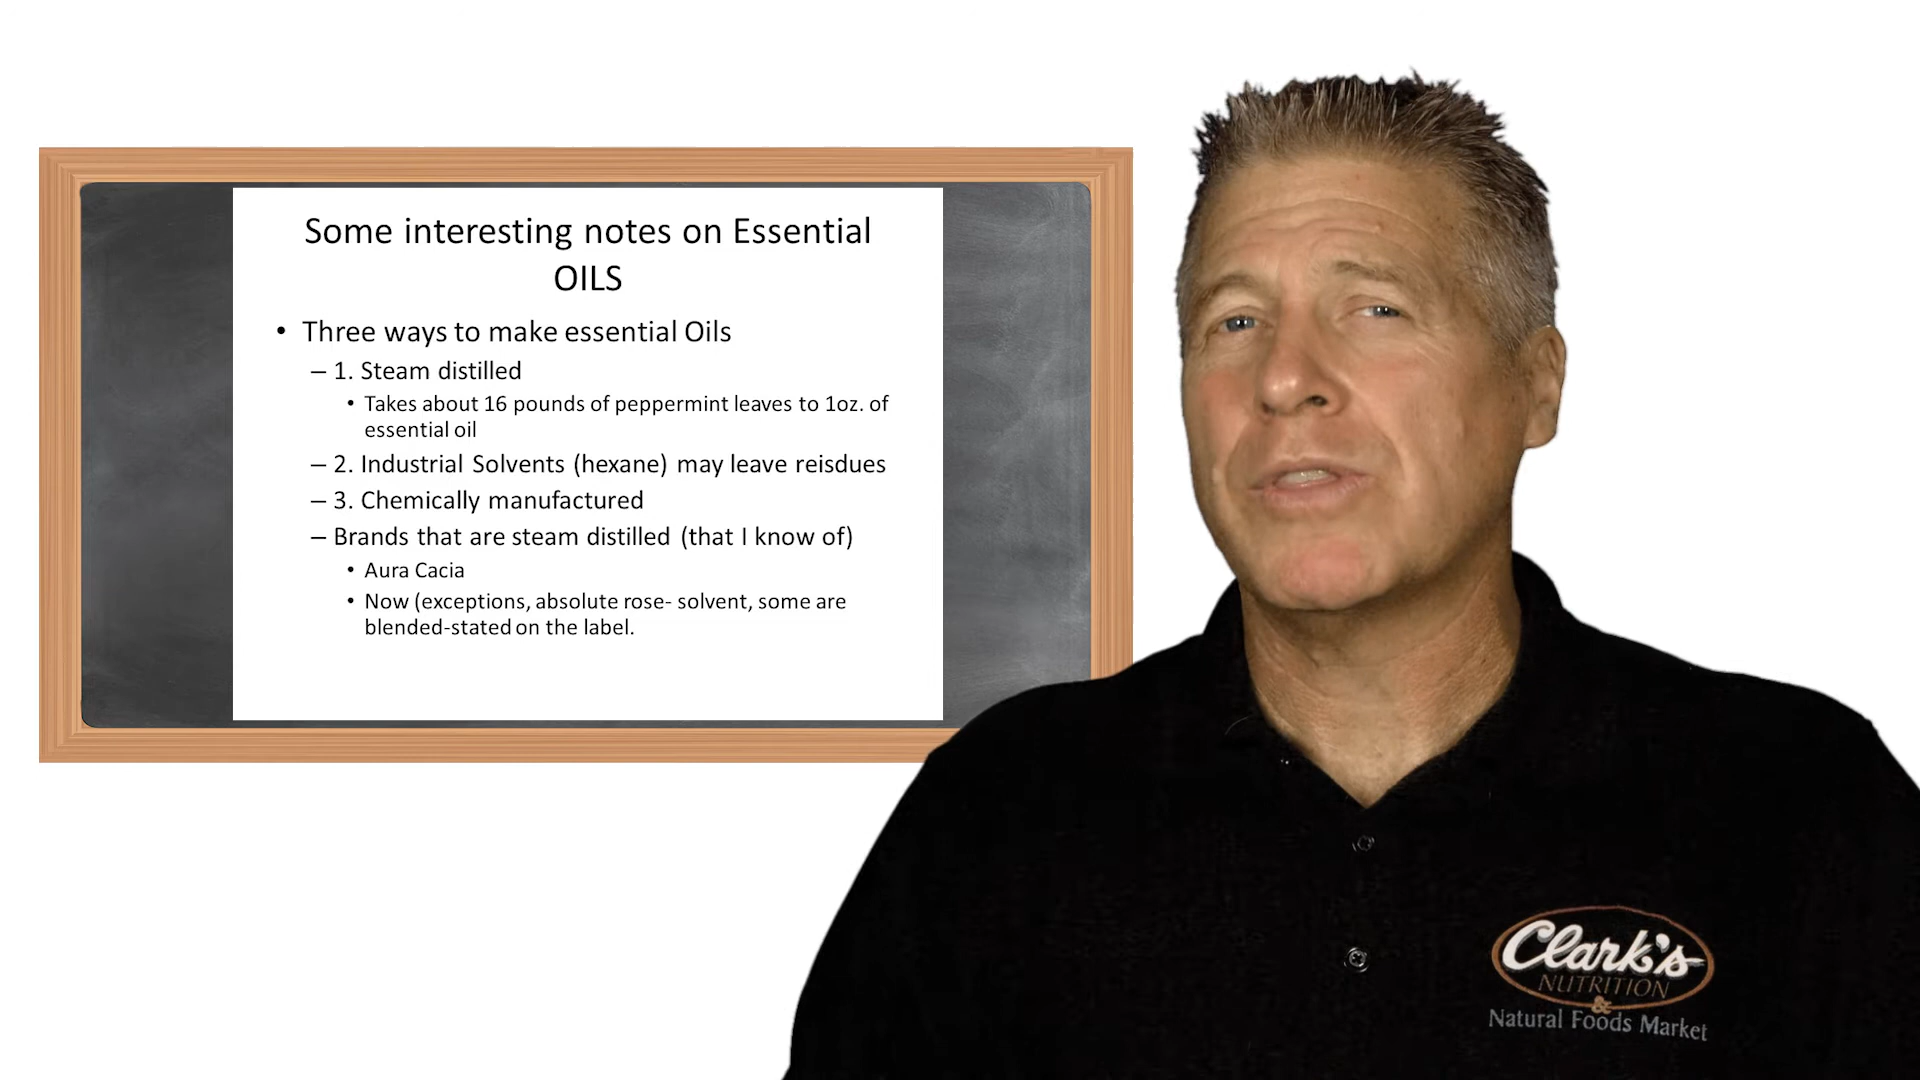 Some interesting notes on Essential
OILS
• Three ways to make essential Oils
– 1. Steam distilled
• Takes about 16 pounds of peppermint leaves to 1oz. of
essential oil
– 2. Industrial Solvents (hexane) may leave reisdues
– 3. Chemically manufactured
– Brands that are steam distilled (that I know of)
• Aura Cacia
• Now (exceptions, absolute rose- solvent, some are
blended-stated on the label.
Clark's
NUTRITION
&
Natural Foods Market